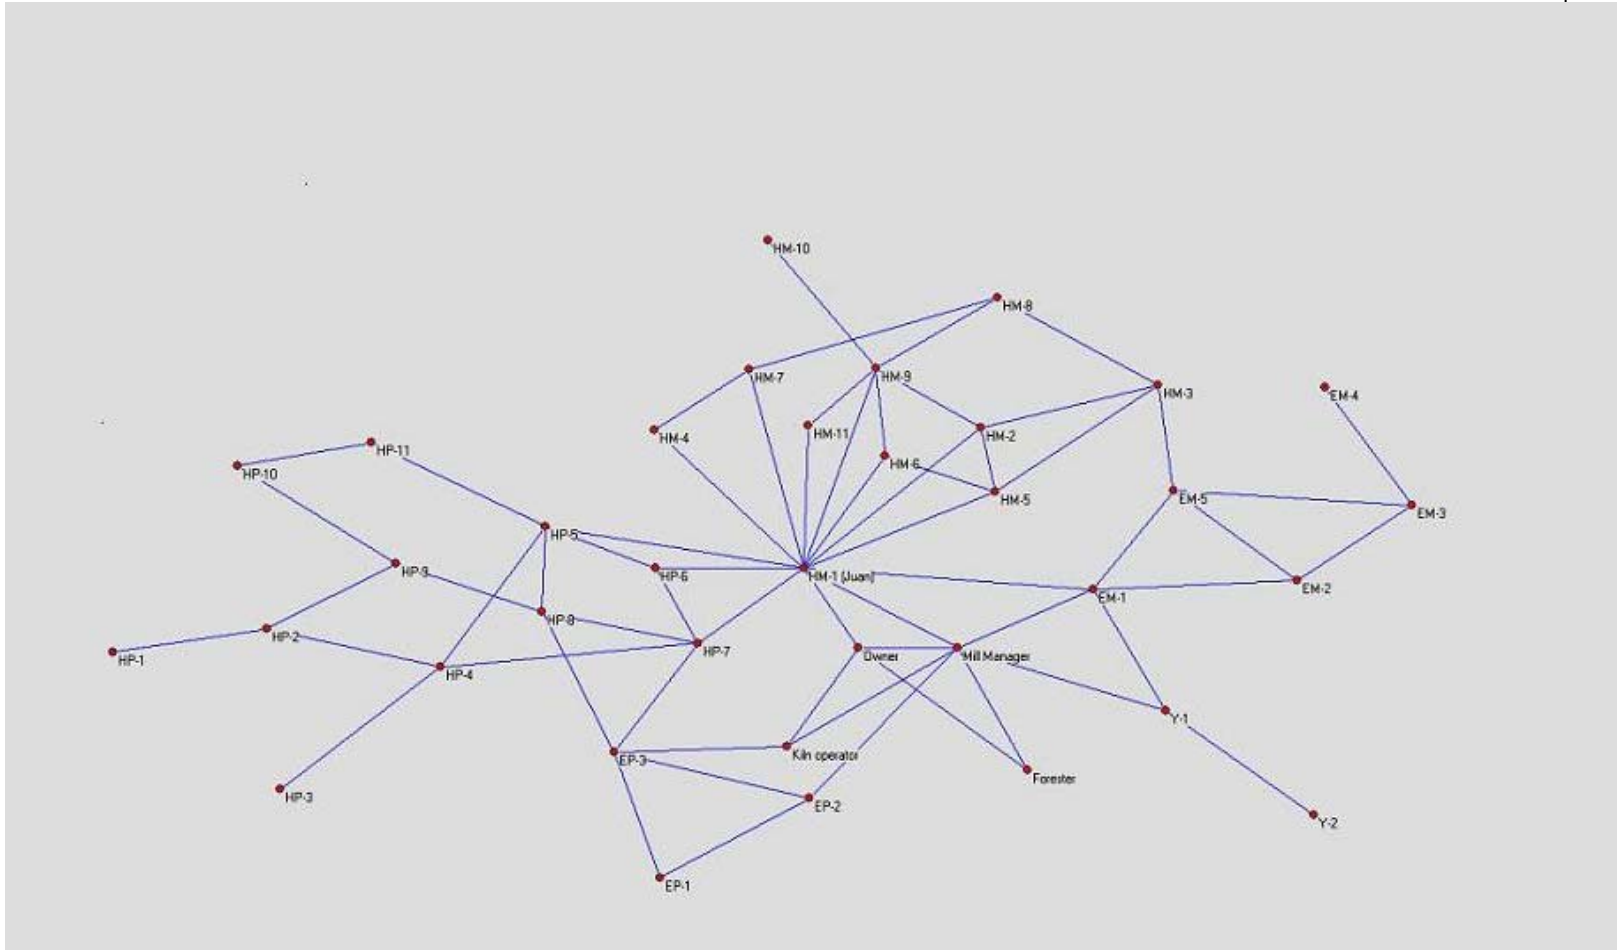 HM-10
HM-8
HM-7
HM-9
HM-3
EM-4
HM-4
HM-11
HM-2
HP-11
HM-6
HP-10
HM-5
EM-5
EM-3
HP-5
HP-9
HP-6
HM-1 (Juan)
EM-2
EM-1
HP-8
HP-2
HP-7
Owner
Mill Manager
HP-1
HP-4
Y-1
Kiln operator
EP-3
Forester
HP-3
EP-2
Y-2
EP-1